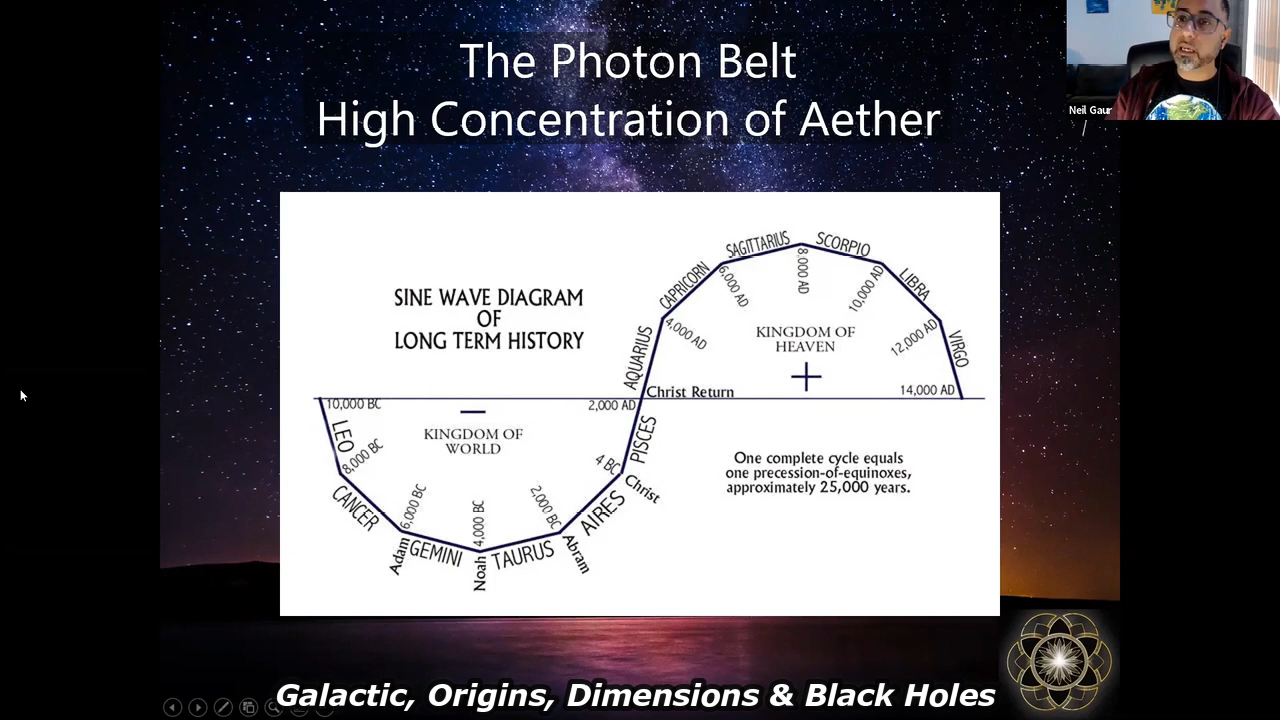 The Photon Belt
High Concentration of Aether
Neil Gaur
SINE WAVE DIAGRAM
OF
LONG TERM HISTORY
SAGITTARIUS
SCORPIO
CAPRICORN
LIBRA
AQUARIUS
VIRGO
4,000 AD
6,000 AD
8,000 AD
10,000 AD
12,000 AD
14,000 AD
KINGDOM OF
HEAVEN
+
Christ Return
10,000 BC
2,000 AD
−
KINGDOM OF
WORLD
LEO
8,000 BC
CANCER
6,000 BC
Adam
GEMINI
4,000 BC
Noah
TAURUS
2,000 BC
Abram
AIRES
4 BC
Christ
PISCES
One complete cycle equals
one precession-of-equinoxes,
approximately 25,000 years.
Galactic, Origins, Dimensions & Black Holes